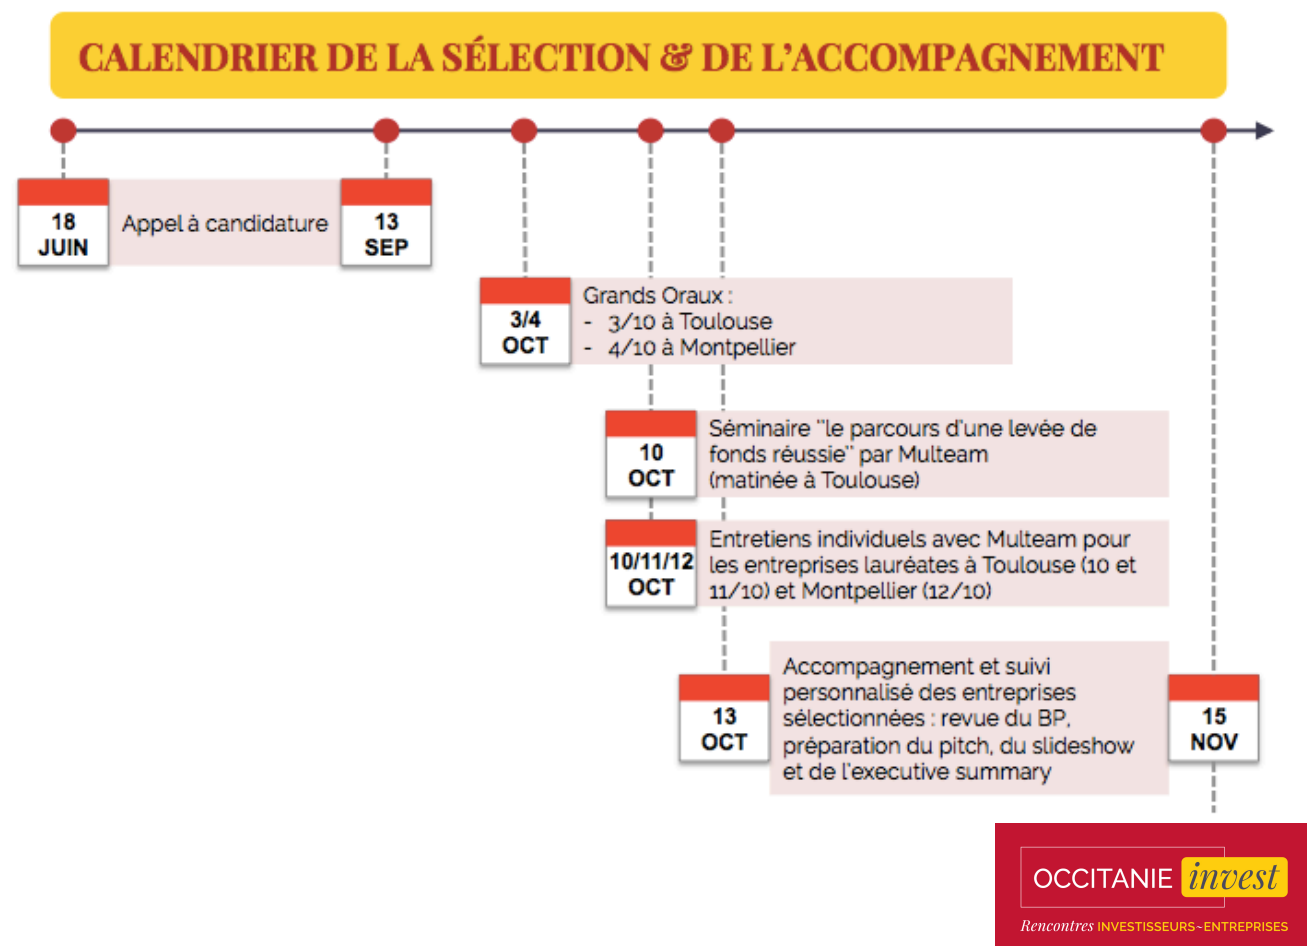 CALENDRIER DE LA SÉLECTION & DE L'ACCOMPAGNEMENT
18
JUIN
Appel à candidature
13
SEP
3/4
OCT
Grands Oraux :
- 3/10 à Toulouse
- 4/10 à Montpellier
10
OCT
Séminaire "le parcours d'une levée de
fonds réussie" par Multeam
(matinée à Toulouse)
10/11/12
OCT
Entretiens individuels avec Multeam pour
les entreprises lauréates à Toulouse (10 et
11/10) et Montpellier (12/10)
13
OCT
Accompagnement et suivi
personnalisé des entreprises
sélectionnées : revue du BP,
préparation du pitch, du slideshow
et de l'executive summary
15
NOV
OCCITANIE invest
Rencontres INVESTISSEURS~ENTREPRISES